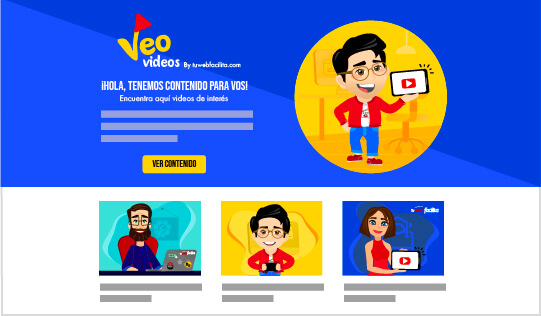 Veo
videos By tuwebfacilita.com
¡HOLA, TENEMOS CONTENIDO PARA VOS!
Encuentra aquí videos de interés
VER CONTENIDO
facilita